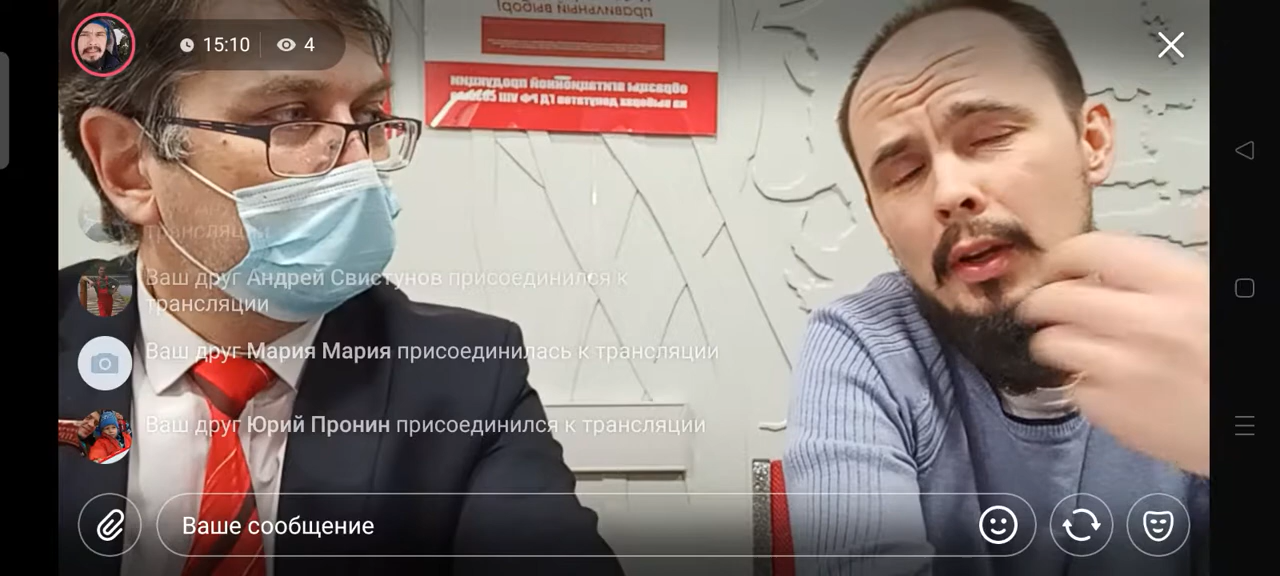 15:10
4
трансляции
Ваш друг Андрей Свистунов присоединился к
трансляции
Ваш друг Мария Мария присоединилась к трансляции
Ваш друг Юрий Пронин присоединился к трансляции
Ваше сообщение